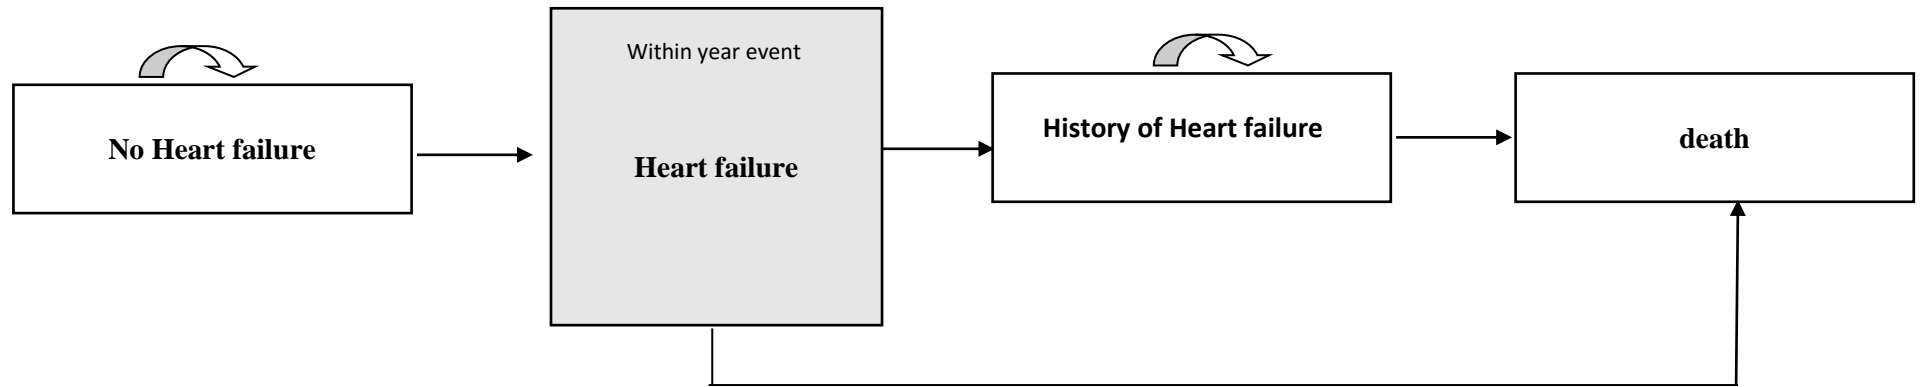 No Heart failure
Within year event
Heart failure
History of Heart failure
death